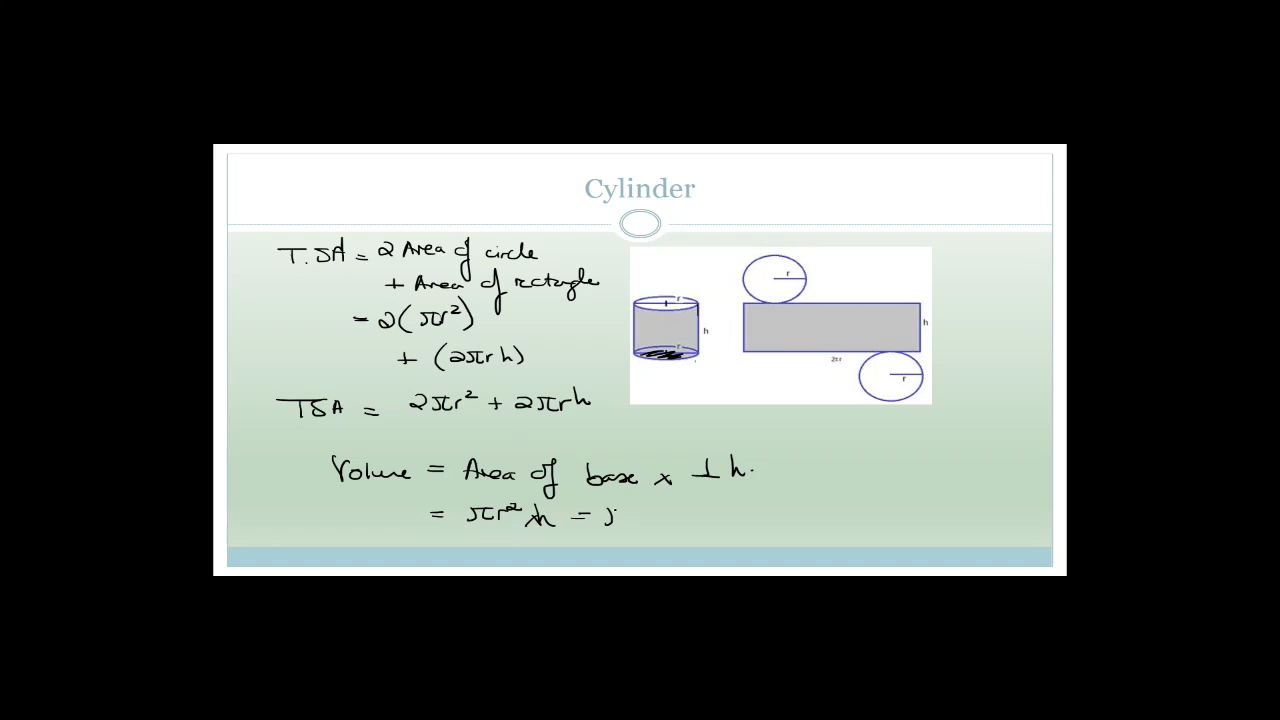 Cylinder
T.SA = 2 Area of circle
+ Area of rectangle
= 2(πr²)
+ (2πrh)
TSA = 2πr² + 2πrh
Volume = Area of base × ⊥ h.
= πr² × h =
r
h
r
r
h
2πr
r